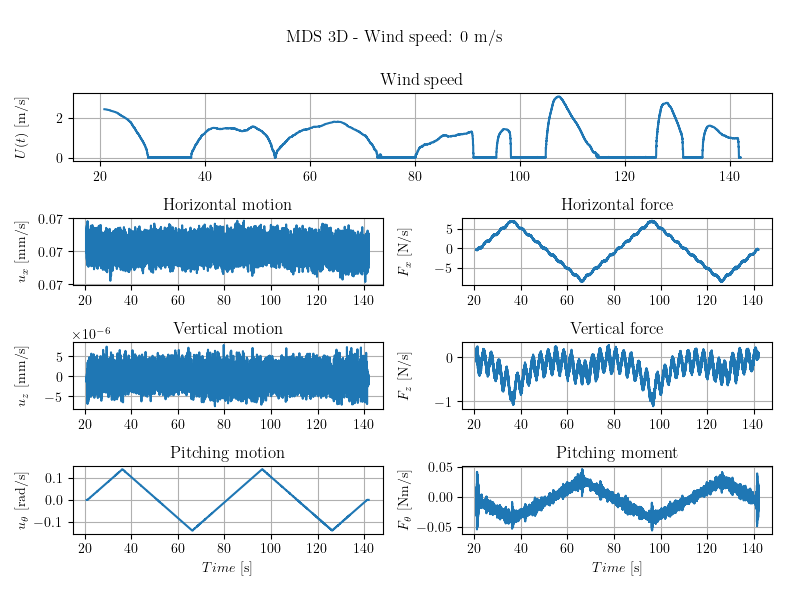 MDS 3D - Wind speed: 0 m/s
Wind speed
U(t) [m/s]
2
0
20 40 60 80 100 120 140
Horizontal motion
u_x [mm/s]
0.07
0.07
0.07
20 40 60 80 100 120 140
Horizontal force
F_x [N/s]
5
0
−5
20 40 60 80 100 120 140
Vertical motion
×10⁻⁶
u_z [mm/s]
5
0
−5
20 40 60 80 100 120 140
Vertical force
F_z [N/s]
0
−1
20 40 60 80 100 120 140
Pitching motion
u_θ [rad/s]
0.1
0.0
−0.1
20 40 60 80 100 120 140
Time [s]
Pitching moment
F_θ [Nm/s]
0.05
0.00
−0.05
20 40 60 80 100 120 140
Time [s]